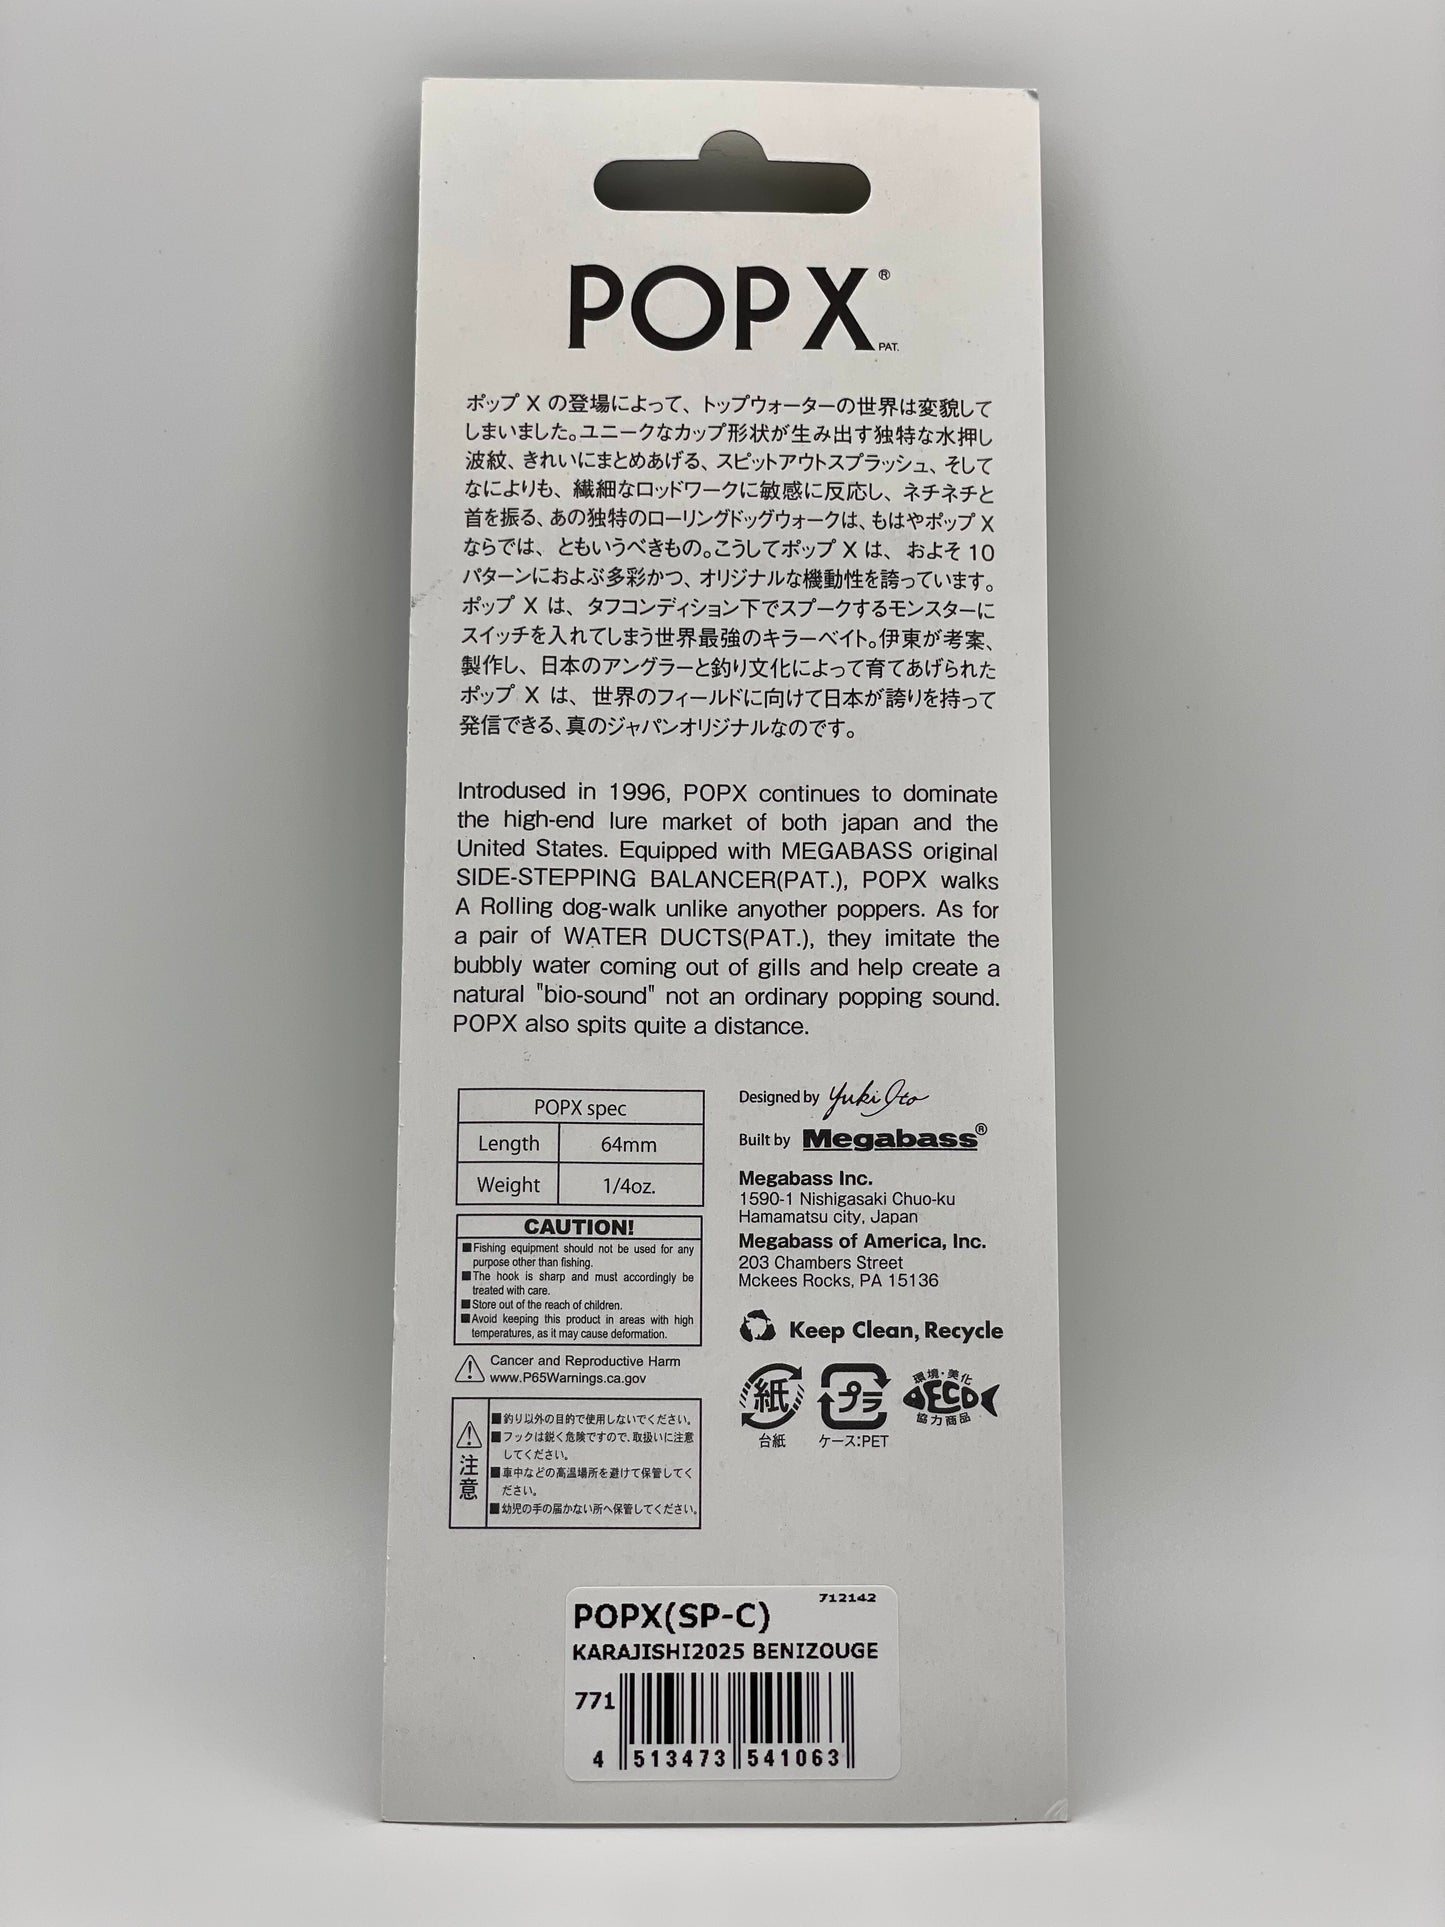 POPX®
PAT.
ポップ X の登場によって、トップウォーターの世界は変貌して
しまいました。ユニークなカップ形状が生み出す独特な水押し
波紋、きれいにまとめあげる、スピットアウトスプラッシュ、そして
なによりも、繊細なロッドワークに敏感に反応し、ネチネチと
首を振る、あの独特のローリングドッグウォークは、もはやポップ X
ならでは、ともいうべきもの。こうしてポップ X は、およそ 10
パターンにおよぶ多彩かつ、オリジナルな機動性を誇っています。
ポップ X は、タフコンディション下でスプークするモンスターに
スイッチを入れてしまう世界最強のキラーベイト。伊東が考案、
製作し、日本のアングラーと釣り文化によって育てあげられた
ポップ X は、世界のフィールドに向けて日本が誇りを持って
発信できる、真のジャパンオリジナルなのです。
Introdused in 1996, POPX continues to dominate
the high-end lure market of both japan and the
United States. Equipped with MEGABASS original
SIDE-STEPPING BALANCER(PAT.), POPX walks
A Rolling dog-walk unlike anyother poppers. As for
a pair of WATER DUCTS(PAT.), they imitate the
bubbly water coming out of gills and help create a
natural "bio-sound" not an ordinary popping sound.
POPX also spits quite a distance.
POPX spec
Length 64mm
Weight 1/4oz.
CAUTION!
■Fishing equipment should not be used for any
purpose other than fishing.
■The hook is sharp and must accordingly be
treated with care.
■Store out of the reach of children.
■Avoid keeping this product in areas with high
temperatures, as it may cause deformation.
Cancer and Reproductive Harm
www.P65Warnings.ca.gov
注意
■釣り以外の目的で使用しないでください。
■フックは鋭く危険ですので、取扱いに注意
してください。
■車中などの高温場所を避けて保管してく
ださい。
■幼児の手の届かない所へ保管してください。
Designed by Yuki Ito
Built by Megabass®
Megabass Inc.
1590-1 Nishigasaki Chuo-ku
Hamamatsu city, Japan
Megabass of America, Inc.
203 Chambers Street
Mckees Rocks, PA 15136
Keep Clean, Recycle
紙
台紙
プラ
ケース:PET
環境・美化
ECO
協力商品
712142
POPX(SP-C)
KARAJISHI2025 BENIZOUGE
771
4 513473 541063